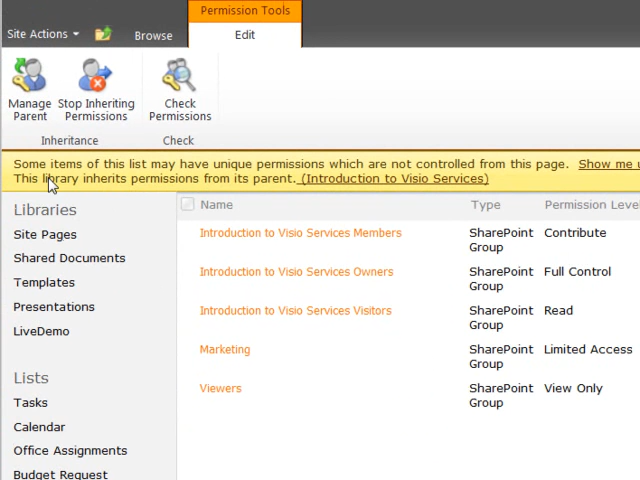 Permission Tools
Site Actions Browse Edit
Manage Parent
Stop Inheriting Permissions
Check Permissions
Inheritance Check
Some items of this list may have unique permissions which are not controlled from this page. Show me
This library inherits permissions from its parent. (Introduction to Visio Services)
Libraries
Site Pages
Shared Documents
Templates
Presentations
LiveDemo
Lists
Tasks
Calendar
Office Assignments
Budget Request
Name Type Permission Leve
Introduction to Visio Services Members SharePoint Group Contribute
Introduction to Visio Services Owners SharePoint Group Full Control
Introduction to Visio Services Visitors SharePoint Group Read
Marketing SharePoint Group Limited Access
Viewers SharePoint Group View Only